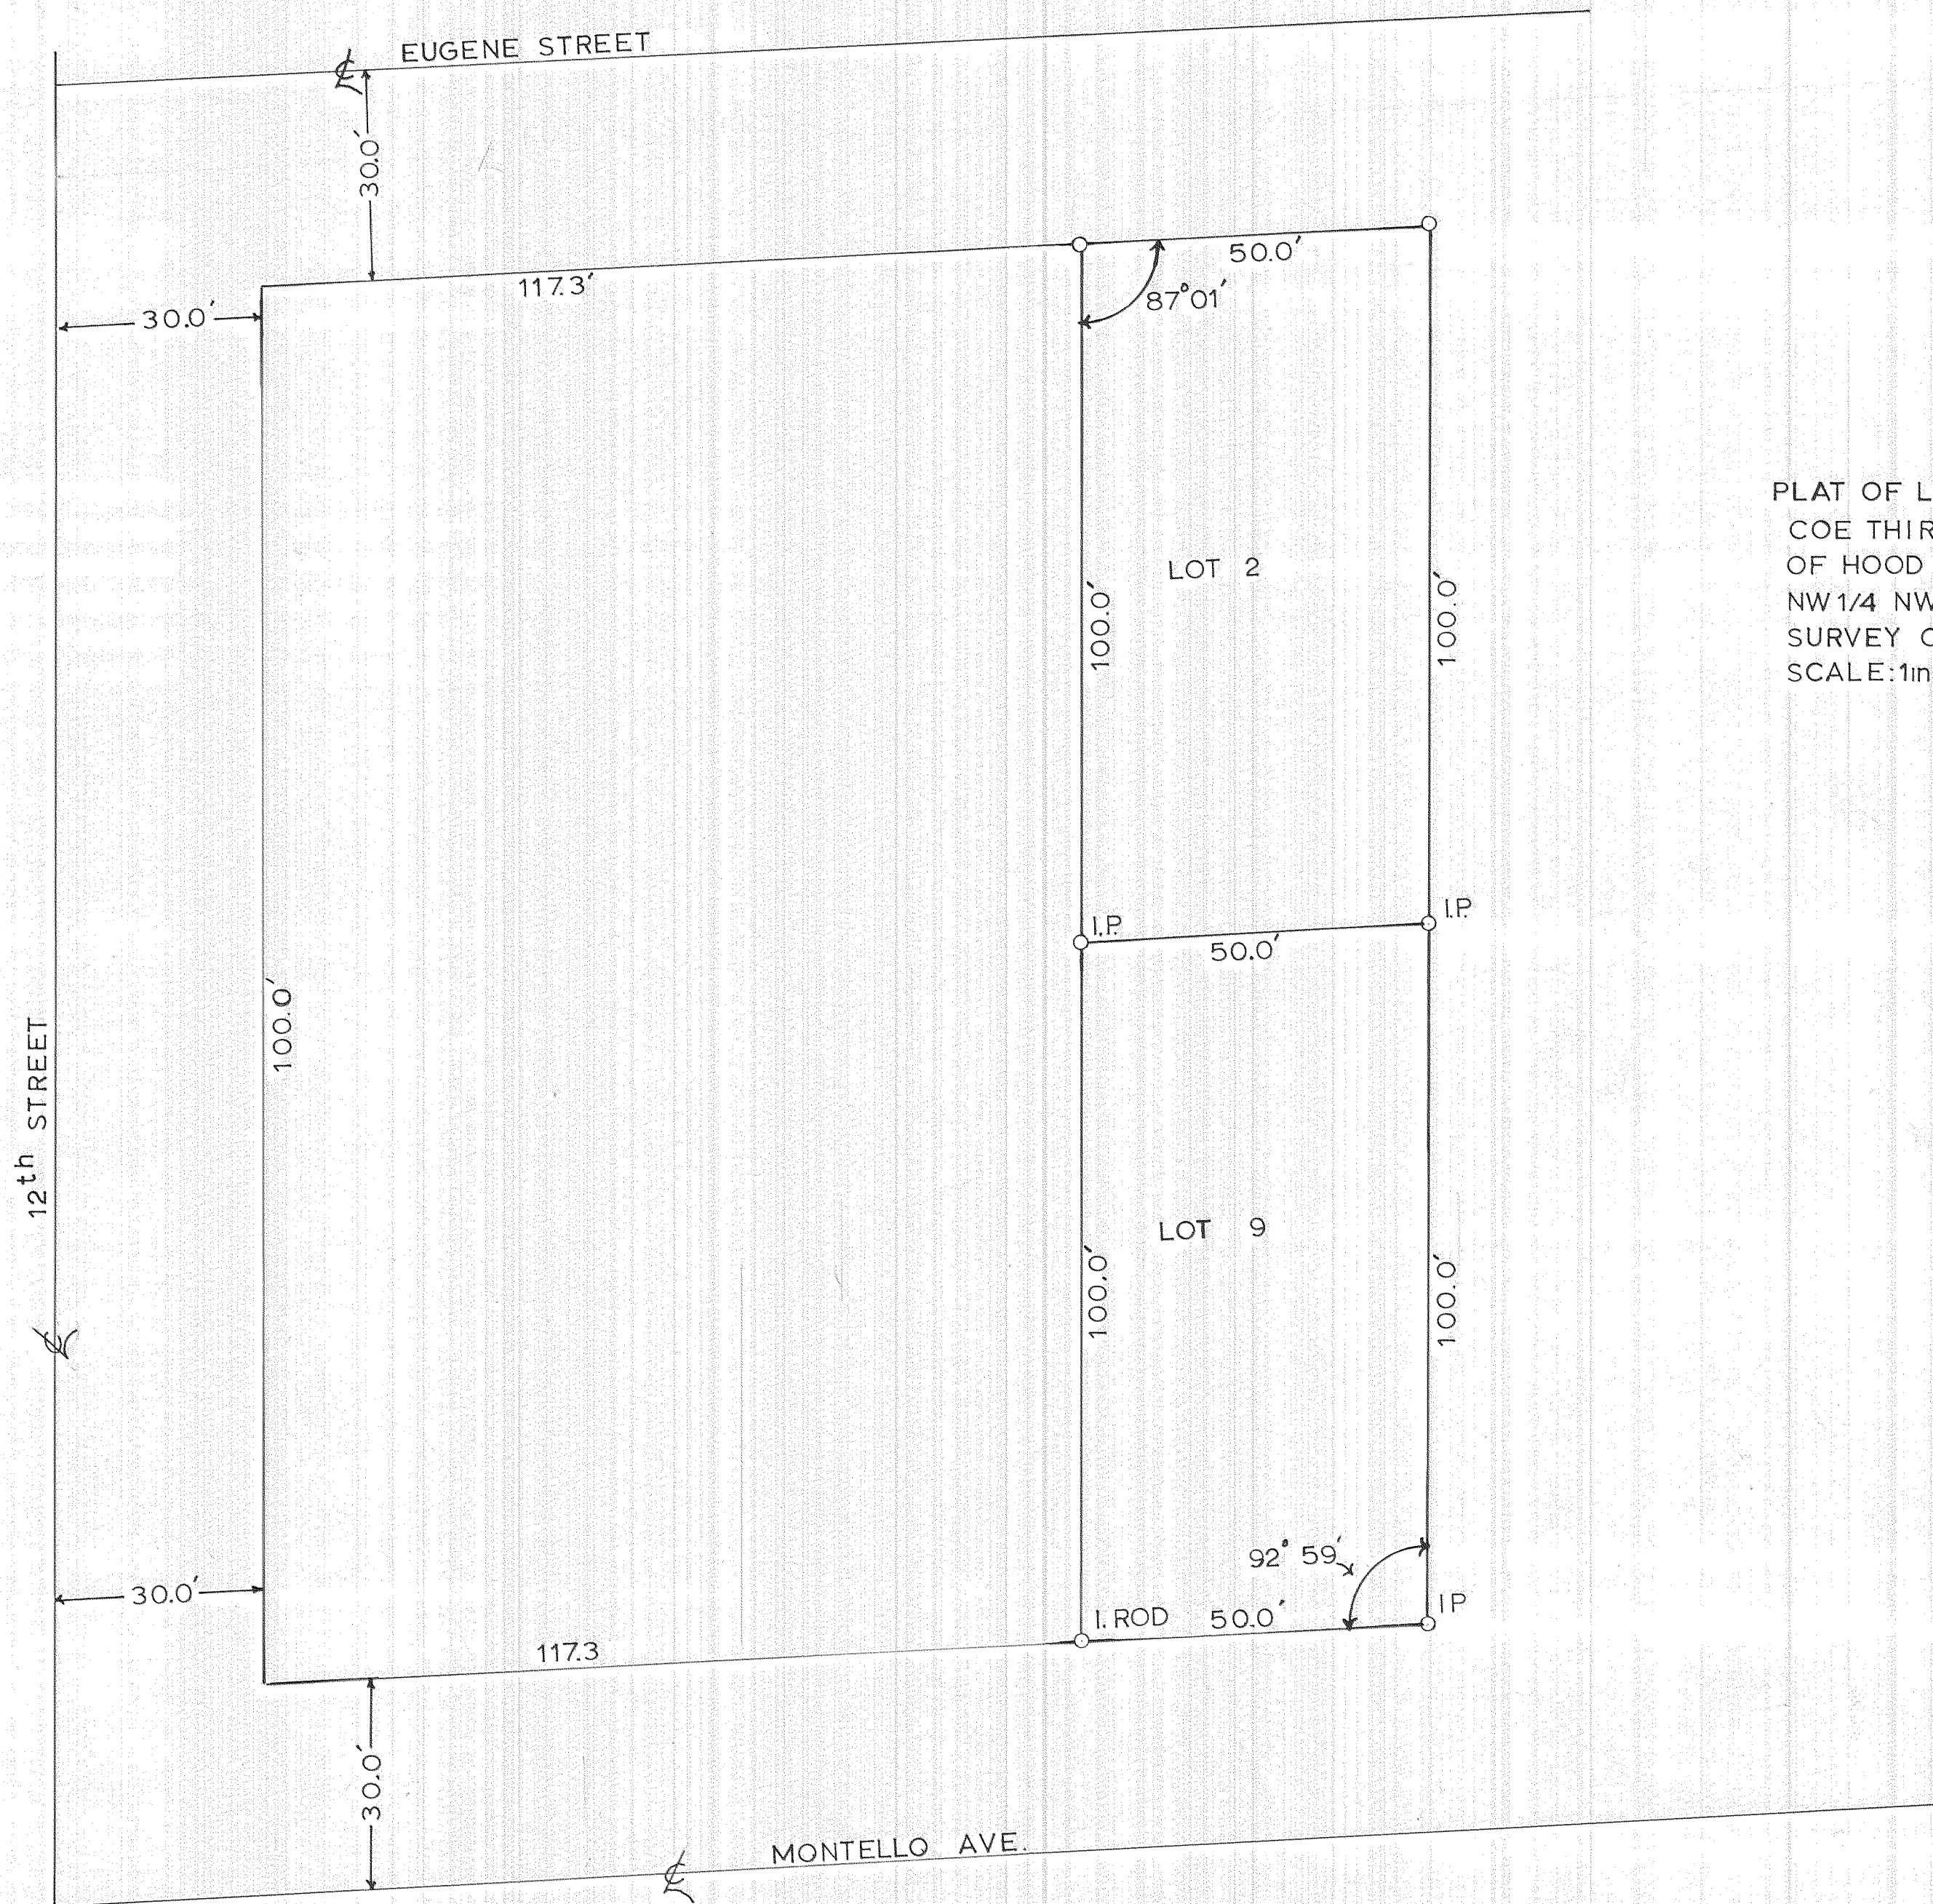 EUGENE STREET
℄
30.0'
50.0'
87°01'
117.3'
30.0'
PLAT OF L
COE THIR
OF HOOD
NW 1/4 NW
SURVEY
SCALE: 1in
LOT 2
100.0'
100.0'
I.P.
I.P.
50.0'
100.0'
12th STREET
LOT 9
100.0'
100.0'
℄
92° 59'
30.0'
I. ROD 50.0'
I P
117.3
30.0'
MONTELLO AVE.
℄